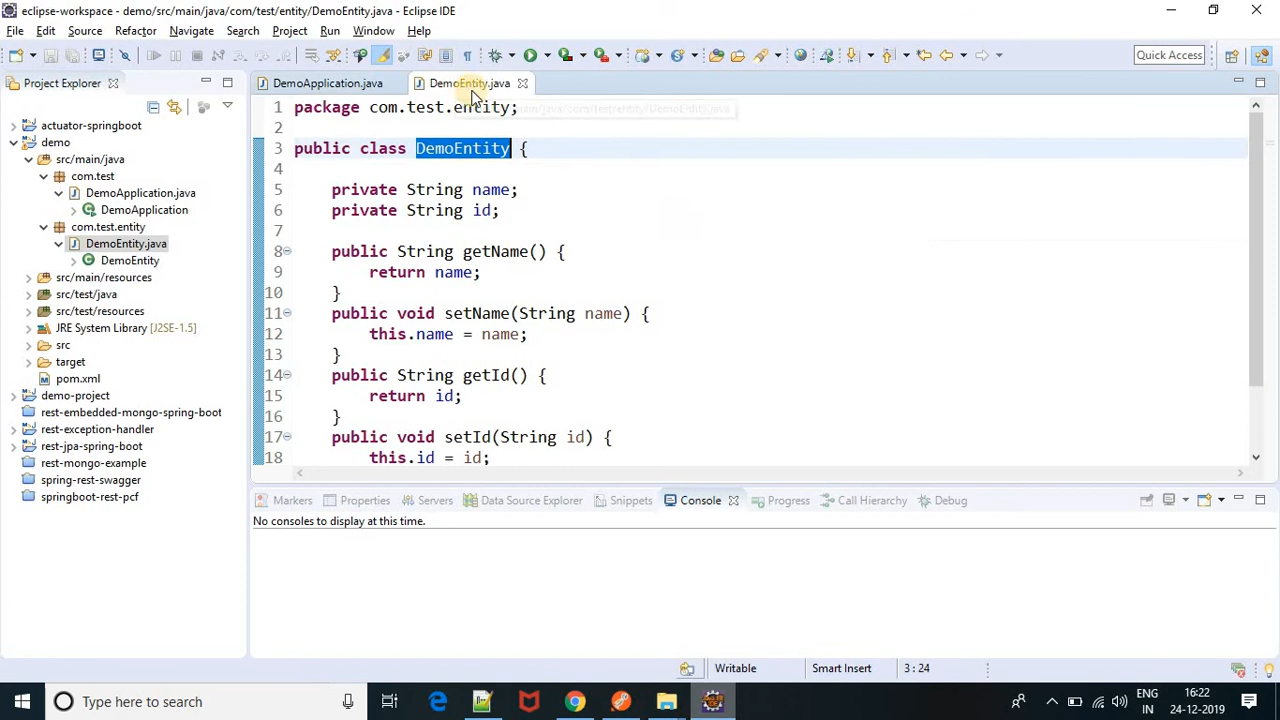 eclipse-workspace - demo/src/main/java/com/test/entity/DemoEntity.java - Eclipse IDE
File Edit Source Refactor Navigate Search Project Run Window Help
Quick Access
Project Explorer
DemoApplication.java
DemoEntity.java
actuator-springboot
demo
src/main/java
com.test
DemoApplication.java
DemoApplication
com.test.entity
DemoEntity.java
DemoEntity
src/main/resources
src/test/java
src/test/resources
JRE System Library [J2SE-1.5]
src
target
pom.xml
demo-project
rest-embedded-mongo-spring-boot
rest-exception-handler
rest-jpa-spring-boot
rest-mongo-example
spring-rest-swagger
springboot-rest-pcf
1 package com.test.entity;
2
3 public class DemoEntity {
4
5 private String name;
6 private String id;
7
8 public String getName() {
9 return name;
10 }
11 public void setName(String name) {
12 this.name = name;
13 }
14 public String getId() {
15 return id;
16 }
17 public void setId(String id) {
18 this.id = id;
Markers Properties Servers Data Source Explorer Snippets Console Progress Call Hierarchy Debug
No consoles to display at this time.
Writable Smart Insert 3 : 24
Type here to search
ENG
IN
16:22
24-12-2019